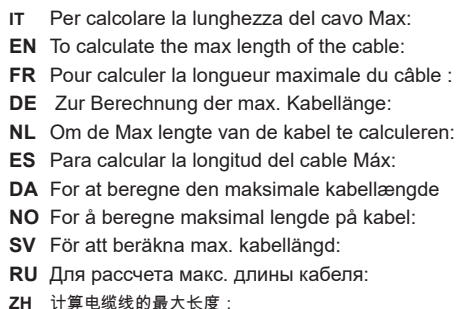 IT Per calcolare la lunghezza del cavo Max:
EN To calculate the max length of the cable:
FR Pour calculer la longueur maximale du câble :
DE Zur Berechnung der max. Kabellänge:
NL Om de Max lengte van de kabel te calculeren:
ES Para calcular la longitud del cable Máx:
DA For at beregne den maksimale kabellængde
NO For å beregne maksimal lengde på kabel:
SV För att beräkna max. kabellängd:
RU Для рассчета макс. длины кабеля:
ZH 计算电缆线的最大长度：